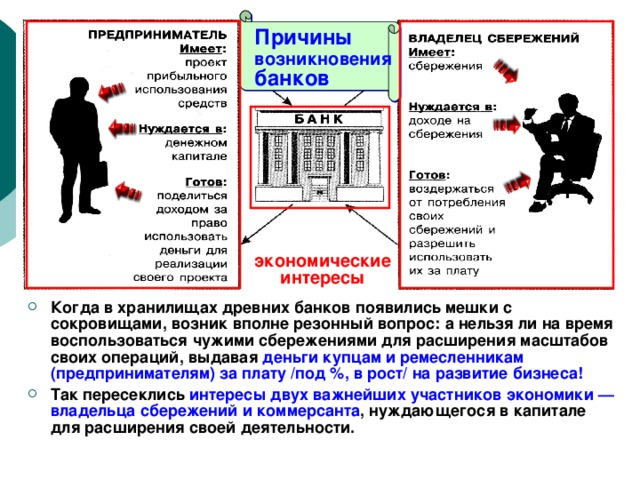 ПРЕДПРИНИМАТЕЛЬ
Имеет:
проект
прибыльного
использования
средств
Нуждается в:
денежном
капитале
Готов:
поделиться
доходом за
право
использовать
деньги для
реализации
своего проекта
Причины
возникновения
банков
БАНК
экономические
интересы
ВЛАДЕЛЕЦ СБЕРЕЖЕНИЙ
Имеет:
сбережения
Нуждается в:
доходе на
сбережения
Готов:
воздержаться
от потребления
своих
сбережений и
разрешить
использовать
их за плату
Когда в хранилищах древних банков появились мешки с
сокровищами, возник вполне резонный вопрос: а нельзя ли на время
воспользоваться чужими сбережениями для расширения масштабов
своих операций, выдавая деньги купцам и ремесленникам
(предпринимателям) за плату /под %, в рост/ на развитие бизнеса!
Так пересеклись интересы двух важнейших участников экономики —
владельца сбережений и коммерсанта, нуждающегося в капитале
для расширения своей деятельности.